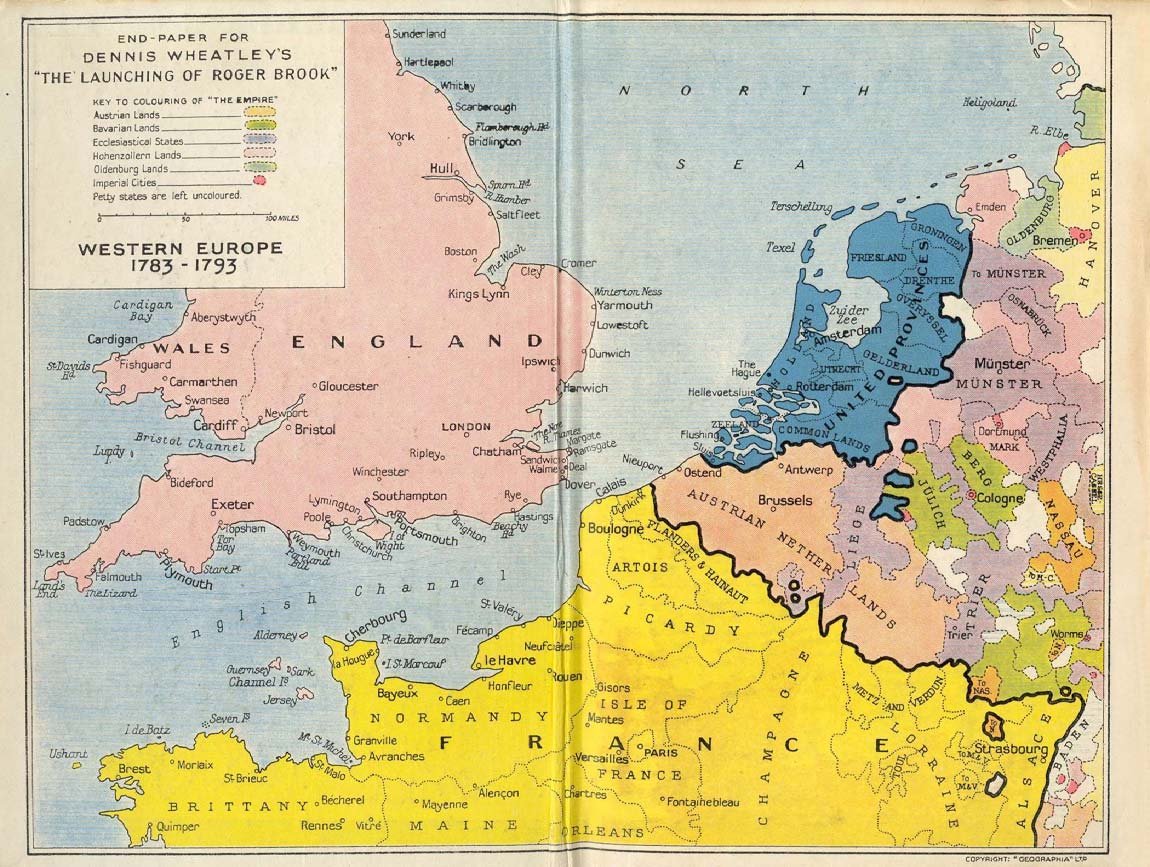 END-PAPER FOR
DENNIS WHEATLEY'S
"THE LAUNCHING OF ROGER BROOK"
KEY TO COLOURING OF "THE EMPIRE"
Austrian Lands
Bavarian Lands
Ecclesiastical States
Hohenzollern Lands
Oldenburg Lands
Imperial Cities
Petty states are left uncoloured.
0 50 100 MILES
WESTERN EUROPE
1783 - 1793
Sunderland
Hartlepool
Whitby
Scarborough
Flamborough Hd
Bridlington
York
Hull
Spurn Hd
R. Humber
Grimsby
Saltfleet
Boston
The Wash
Cley
Cromer
Kings Lynn
Winterton Ness
Yarmouth
Lowestoft
Dunwich
Ipswich
Harwich
NORTH
SEA
Heligoland
R. Elbe
Cardigan
Bay
Aberystwyth
Cardigan
WALES
ENGLAND
St Davids
Hd
Fishguard
Carmarthen
Swansea
Cardiff
Newport
Gloucester
Bristol
Bristol Channel
Lundy
Bideford
LONDON
Ripley
Chatham
The Nore
R. Thames
Margate
Ramsgate
Sandwich
Deal
Walmer
Dover
Winchester
Exeter
Topsham
Tor
Bay
Lymington
Southampton
Poole
Portsmouth
I of
Wight
Christchurch
Weymouth
Portland
Bill
Rye
Hastings
Beachy
Hd
Brighton
Padstow
St Ives
Land's
End
Falmouth
The Lizard
Plymouth
Start Pt
English Channel
Alderney
Guernsey
Sark
Channel Is
Jersey
Terschelling
Texel
GRONINGEN
FRIESLAND
DRENTHE
OVERYSSEL
Zuider
Zee
Amsterdam
HOLLAND
GELDERLAND
UTRECHT
The
Hague
Rotterdam
Hellevoetsluis
UNITED PROVINCES
ZEELAND
COMMON LANDS
Flushing
Sluis
Nieuport
Ostend
Antwerp
Brussels
AUSTRIAN
NETHER
LANDS
LIEGE
Emden
OLDENBURG
Bremen
HANOVER
TO MÜNSTER
OSNABRÜCK
Münster
MÜNSTER
Dortmund
MARK
WESTPHALIA
BERG
JÜLICH
Cologne
NASSAU
TO H-C.
TRIER
Trier
Worms
TO
NAS.
BADEN
Calais
Dunkirk
Boulogne
FLANDERS & HAINAUT
ARTOIS
PICARDY
St Valéry
Dieppe
Fécamp
Neufchâtel
le Havre
Rouen
Honfleur
Cherbourg
Pt. de Barfleur
la Hougue
I. St Marcouf
Bayeux
Caen
NORMANDY
Granville
Avranches
Mt. St Michel
St Malo
Seven Is
I de Batz
Ushant
Brest
Morlaix
St Brieuc
BRITTANY
Bécherel
Quimper
Rennes
Vitré
Mayenne
MAINE
Alençon
FRANCE
Gisors
ISLE OF
Mantes
PARIS
Versailles
FRANCE
Chartres
Fontainebleau
ORLEANS
CHAMPAGNE
METZ AND VERDUN
TOUL
LORRAINE
TO M&V
TO
M&V.
Strasbourg
ALSACE
COPYRIGHT: "GEOGRAPHIA" LTD